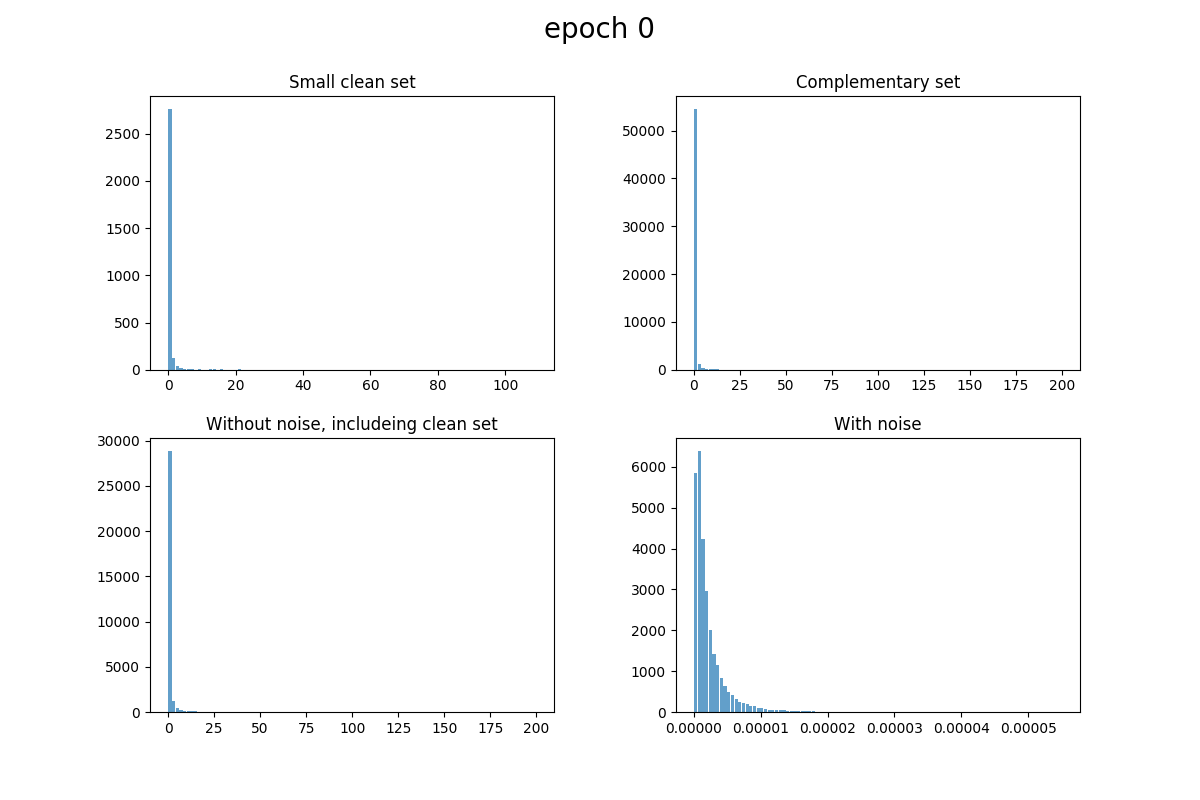 epoch 0
Small clean set
2500
2000
1500
1000
500
0
0 20 40 60 80 100
Complementary set
50000
40000
30000
20000
10000
0
0 25 50 75 100 125 150 175 200
Without noise, includeing clean set
30000
25000
20000
15000
10000
5000
0
0 25 50 75 100 125 150 175 200
With noise
6000
5000
4000
3000
2000
1000
0
0.00000 0.00001 0.00002 0.00003 0.00004 0.00005